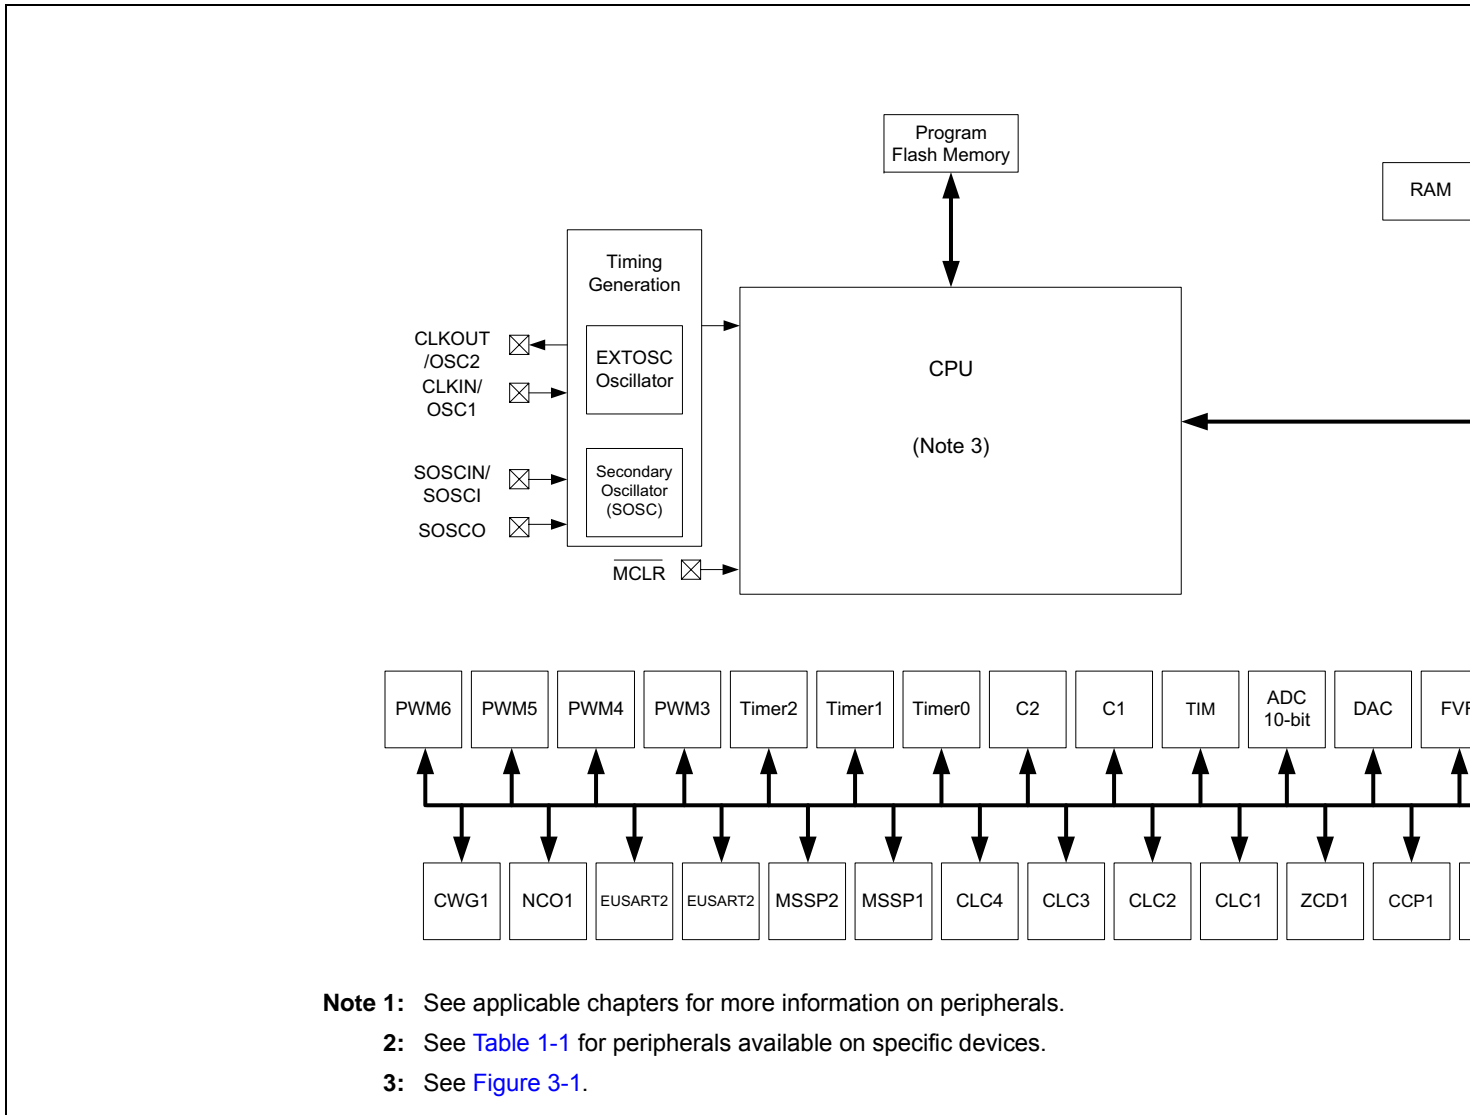 Program
Flash Memory
RAM
Timing
Generation
CLKOUT
/OSC2
EXTOSC
Oscillator
CLKIN/
OSC1
CPU
(Note 3)
SOSCIN/
SOSCI
Secondary
Oscillator
(SOSC)
SOSCO
MCLR
PWM6 PWM5 PWM4 PWM3 Timer2 Timer1 Timer0 C2 C1 TIM ADC 10-bit DAC
CWG1 NCO1 EUSART2 EUSART2 MSSP2 MSSP1 CLC4 CLC3 CLC2 CLC1 ZCD1 CCP1
Note 1: See applicable chapters for more information on peripherals.
2: See Table 1-1 for peripherals available on specific devices.
3: See Figure 3-1.